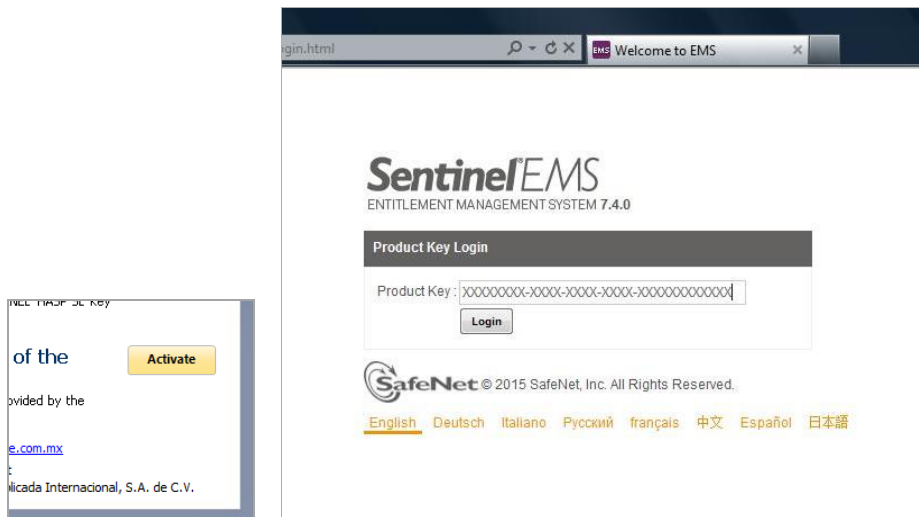 gin.html
EMS Welcome to EMS
Sentinel® EMS
ENTITLEMENT MANAGEMENT SYSTEM 7.4.0
Product Key Login
Product Key : XXXXXXXX-XXXX-XXXX-XXXX-XXXXXXXXXXXX
Login
SafeNet © 2015 SafeNet, Inc. All Rights Reserved.
English Deutsch Italiano Русский français 中文 Español 日本語
Key
of the
Activate
ovided by the
e.com.mx
licada Internacional, S.A. de C.V.